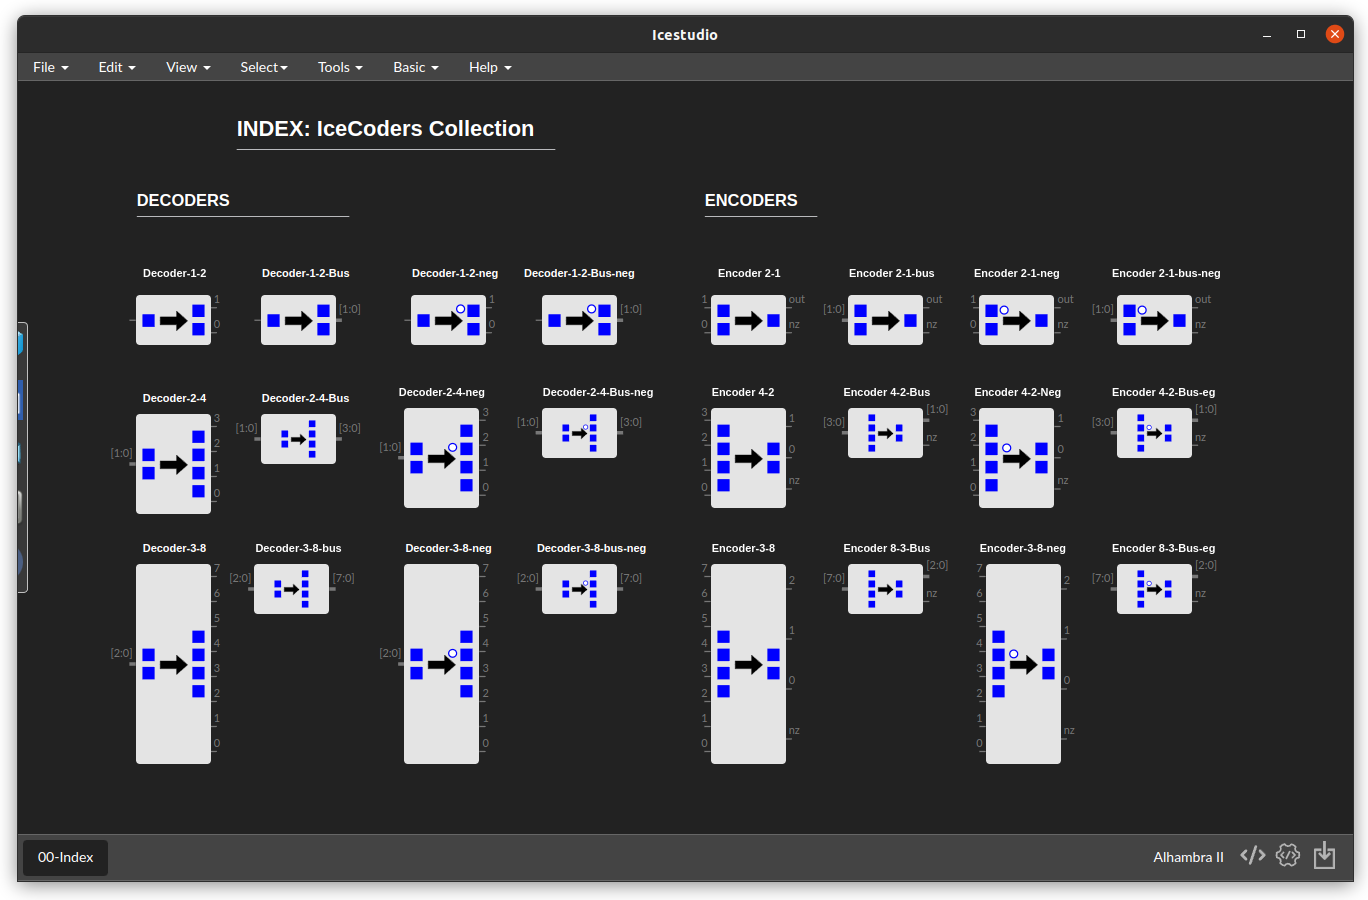 Icestudio
File Edit View Select Tools Basic Help
INDEX: IceCoders Collection
DECODERS ENCODERS
Decoder-1-2 Decoder-1-2-Bus Decoder-1-2-neg Decoder-1-2-Bus-neg Encoder 2-1 Encoder 2-1-bus Encoder 2-1-neg Encoder 2-1-bus-neg
1 1 1 out out 1 out out
[1:0] [1:0] [1:0] [1:0]
0 0 0 nz nz 0 nz nz
Decoder-2-4 Decoder-2-4-Bus Decoder-2-4-neg Decoder-2-4-Bus-neg Encoder 4-2 Encoder 4-2-Bus Encoder 4-2-Neg Encoder 4-2-Bus-eg
3 3 3 [1:0] 3 [1:0]
[1:0] [3:0] [1:0] [3:0] 1 [3:0] 1 [3:0]
2 2 2 nz 2 nz
[1:0] [1:0] 0 0
1 1 1 1
nz nz
0 0 0 0
Decoder-3-8 Decoder-3-8-bus Decoder-3-8-neg Decoder-3-8-bus-neg Encoder-3-8 Encoder 8-3-Bus Encoder-3-8-neg Encoder 8-3-Bus-eg
7 7 7 [2:0] 7 [2:0]
[2:0] [7:0] [2:0] [7:0] 2 [7:0] 2 [7:0]
6 6 6 nz 6 nz
5 5 5 5
1 1
4 4 4 4
[2:0] [2:0]
3 3 3 3
0 0
2 2 2 2
1 1 1 1
nz nz
0 0 0 0
00-Index Alhambra II